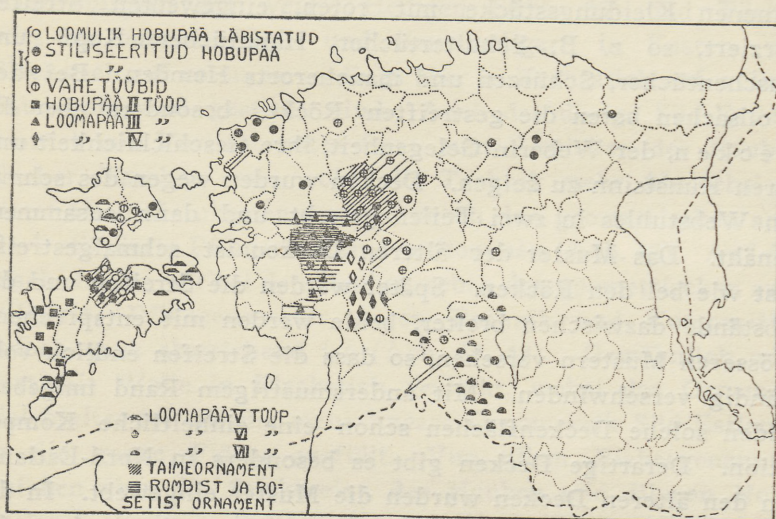 I
LOOMULIK HOBUPÄÄ LÄBISTATUD
STILISEERITUD HOBUPÄÄ
„
VAHETÜÜBID
HOBUPÄÄ II TÜÜP
LOOMAPÄÄ III „
„ IV „
LOOMAPÄÄ V TÜÜP
„ VI „
„ VII „
TAIMEORNAMENT
ROMBIST JA RO-
SETIST ORNAMENT